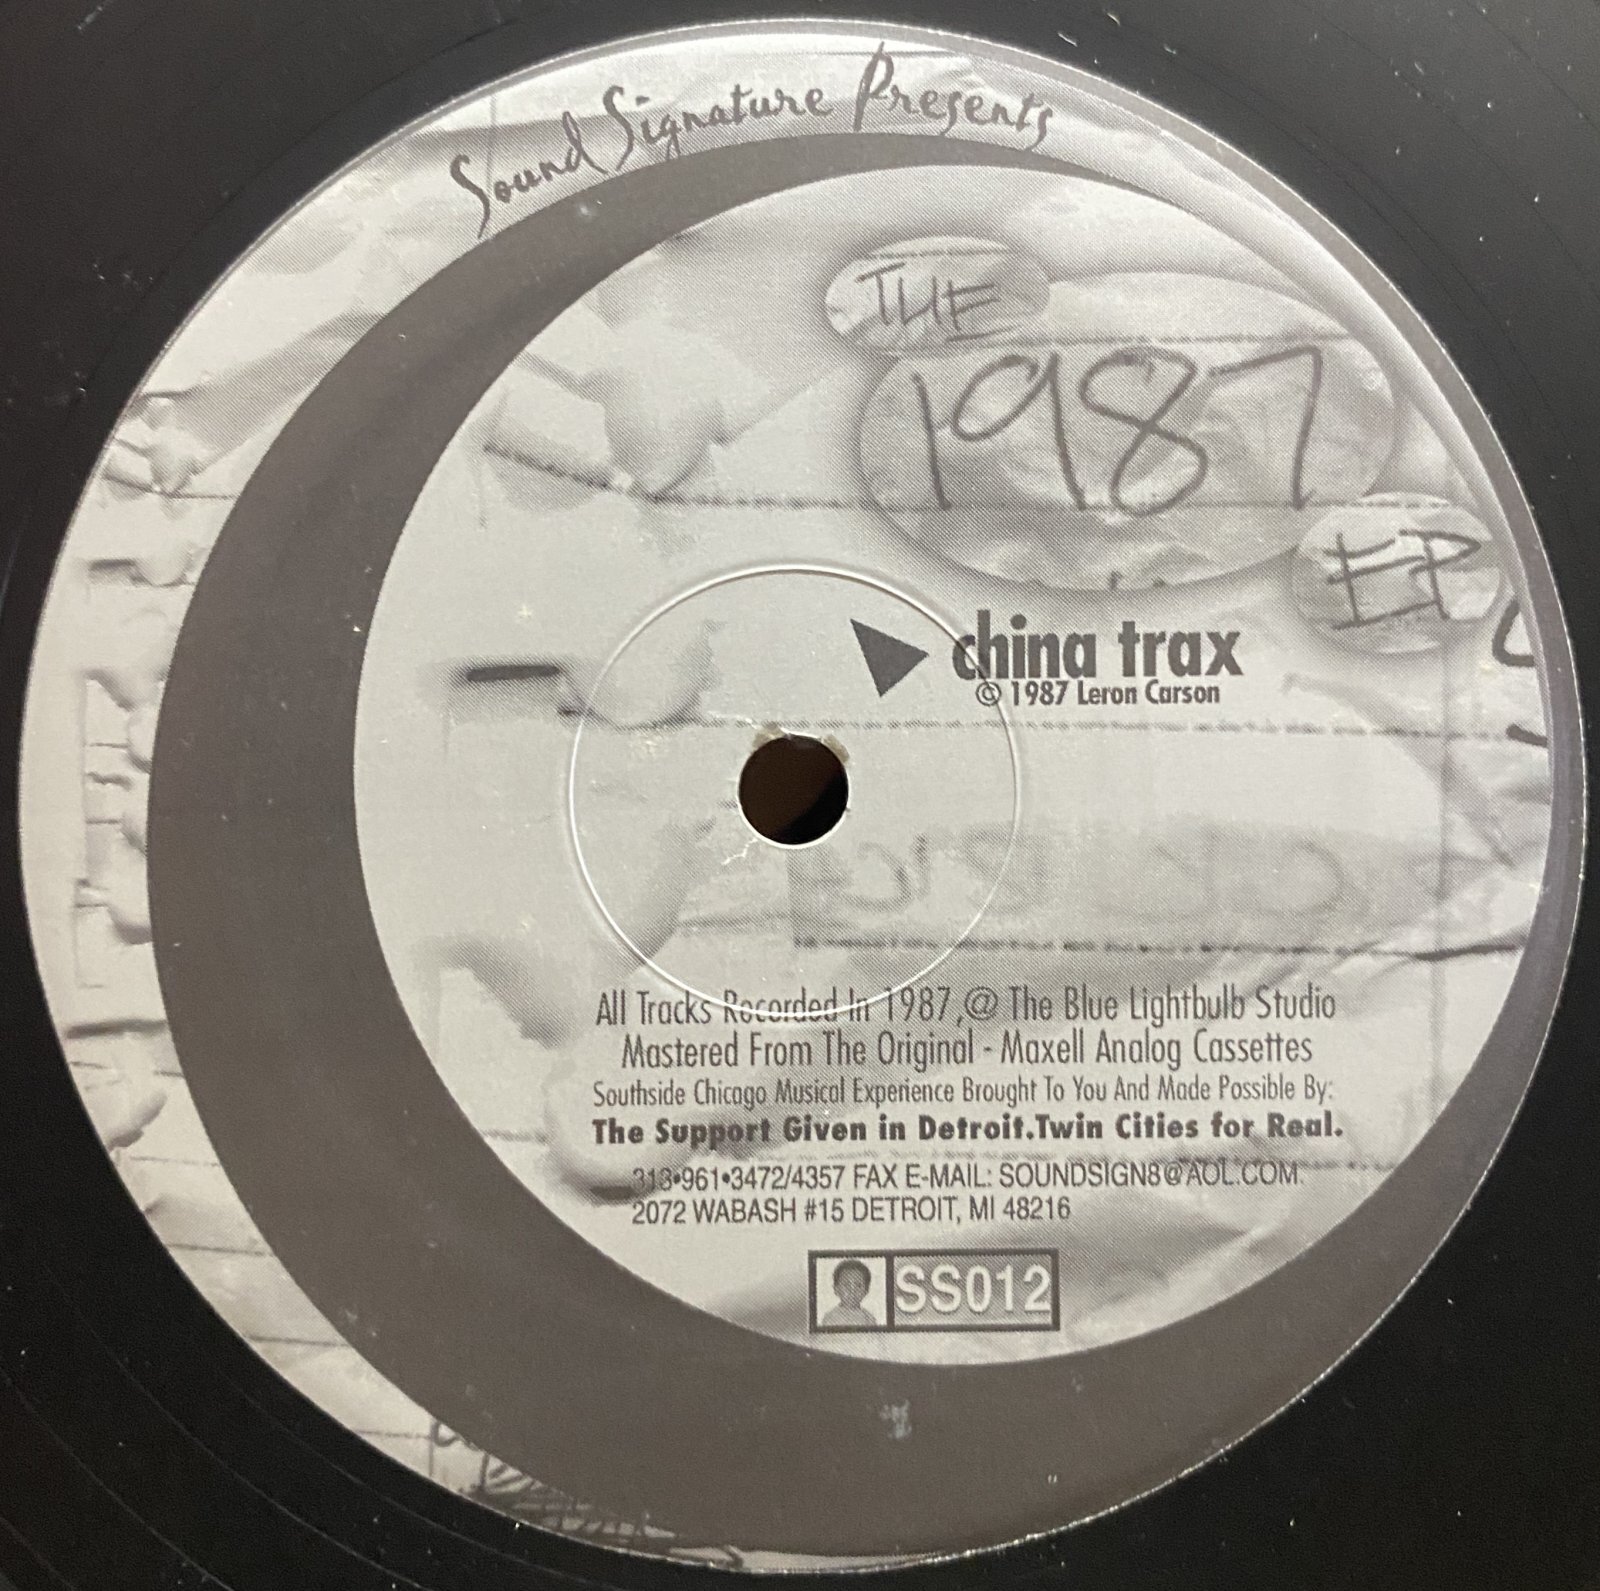 Sound Signature Presents
THE
1987
EP
china trax
© 1987 Leron Carson
All Tracks Recorded In 1987,@ The Blue Lightbulb Studio
Mastered From The Original - Maxell Analog Cassettes
Southside Chicago Musical Experience Brought To You And Made Possible By:
The Support Given in Detroit.Twin Cities for Real.
313•961•3472/4357 FAX E-MAIL: SOUNDSIGN8@AOL.COM
2072 WABASH #15 DETROIT, MI 48216
SS012